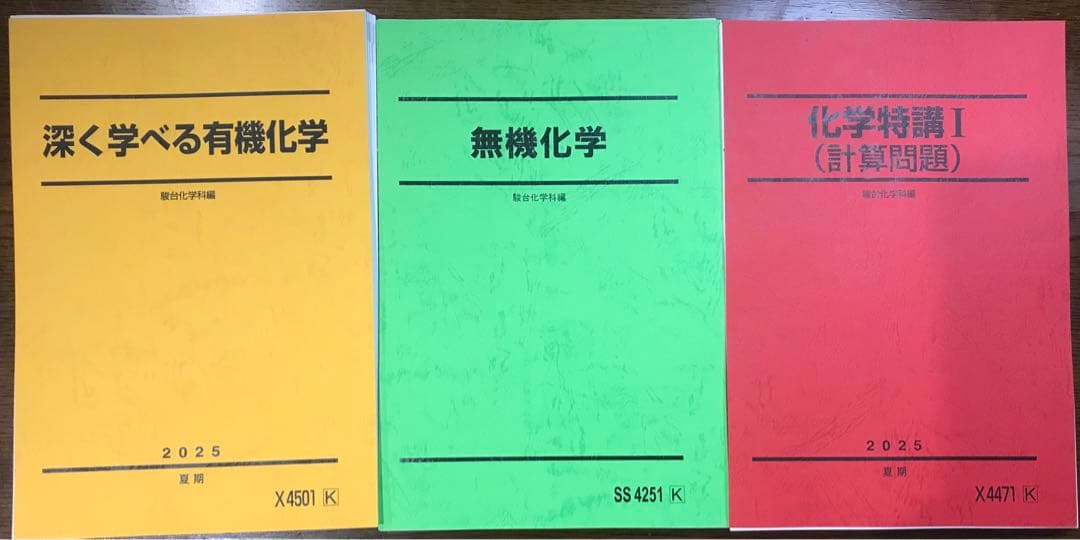 深く学べる有機化学
駿台化学科編
2025
夏期
X4501 K
無機化学
駿台化学科編
SS 4251 K
化学特講I
(計算問題)
駿台化学科編
2025
夏期
X4471 K